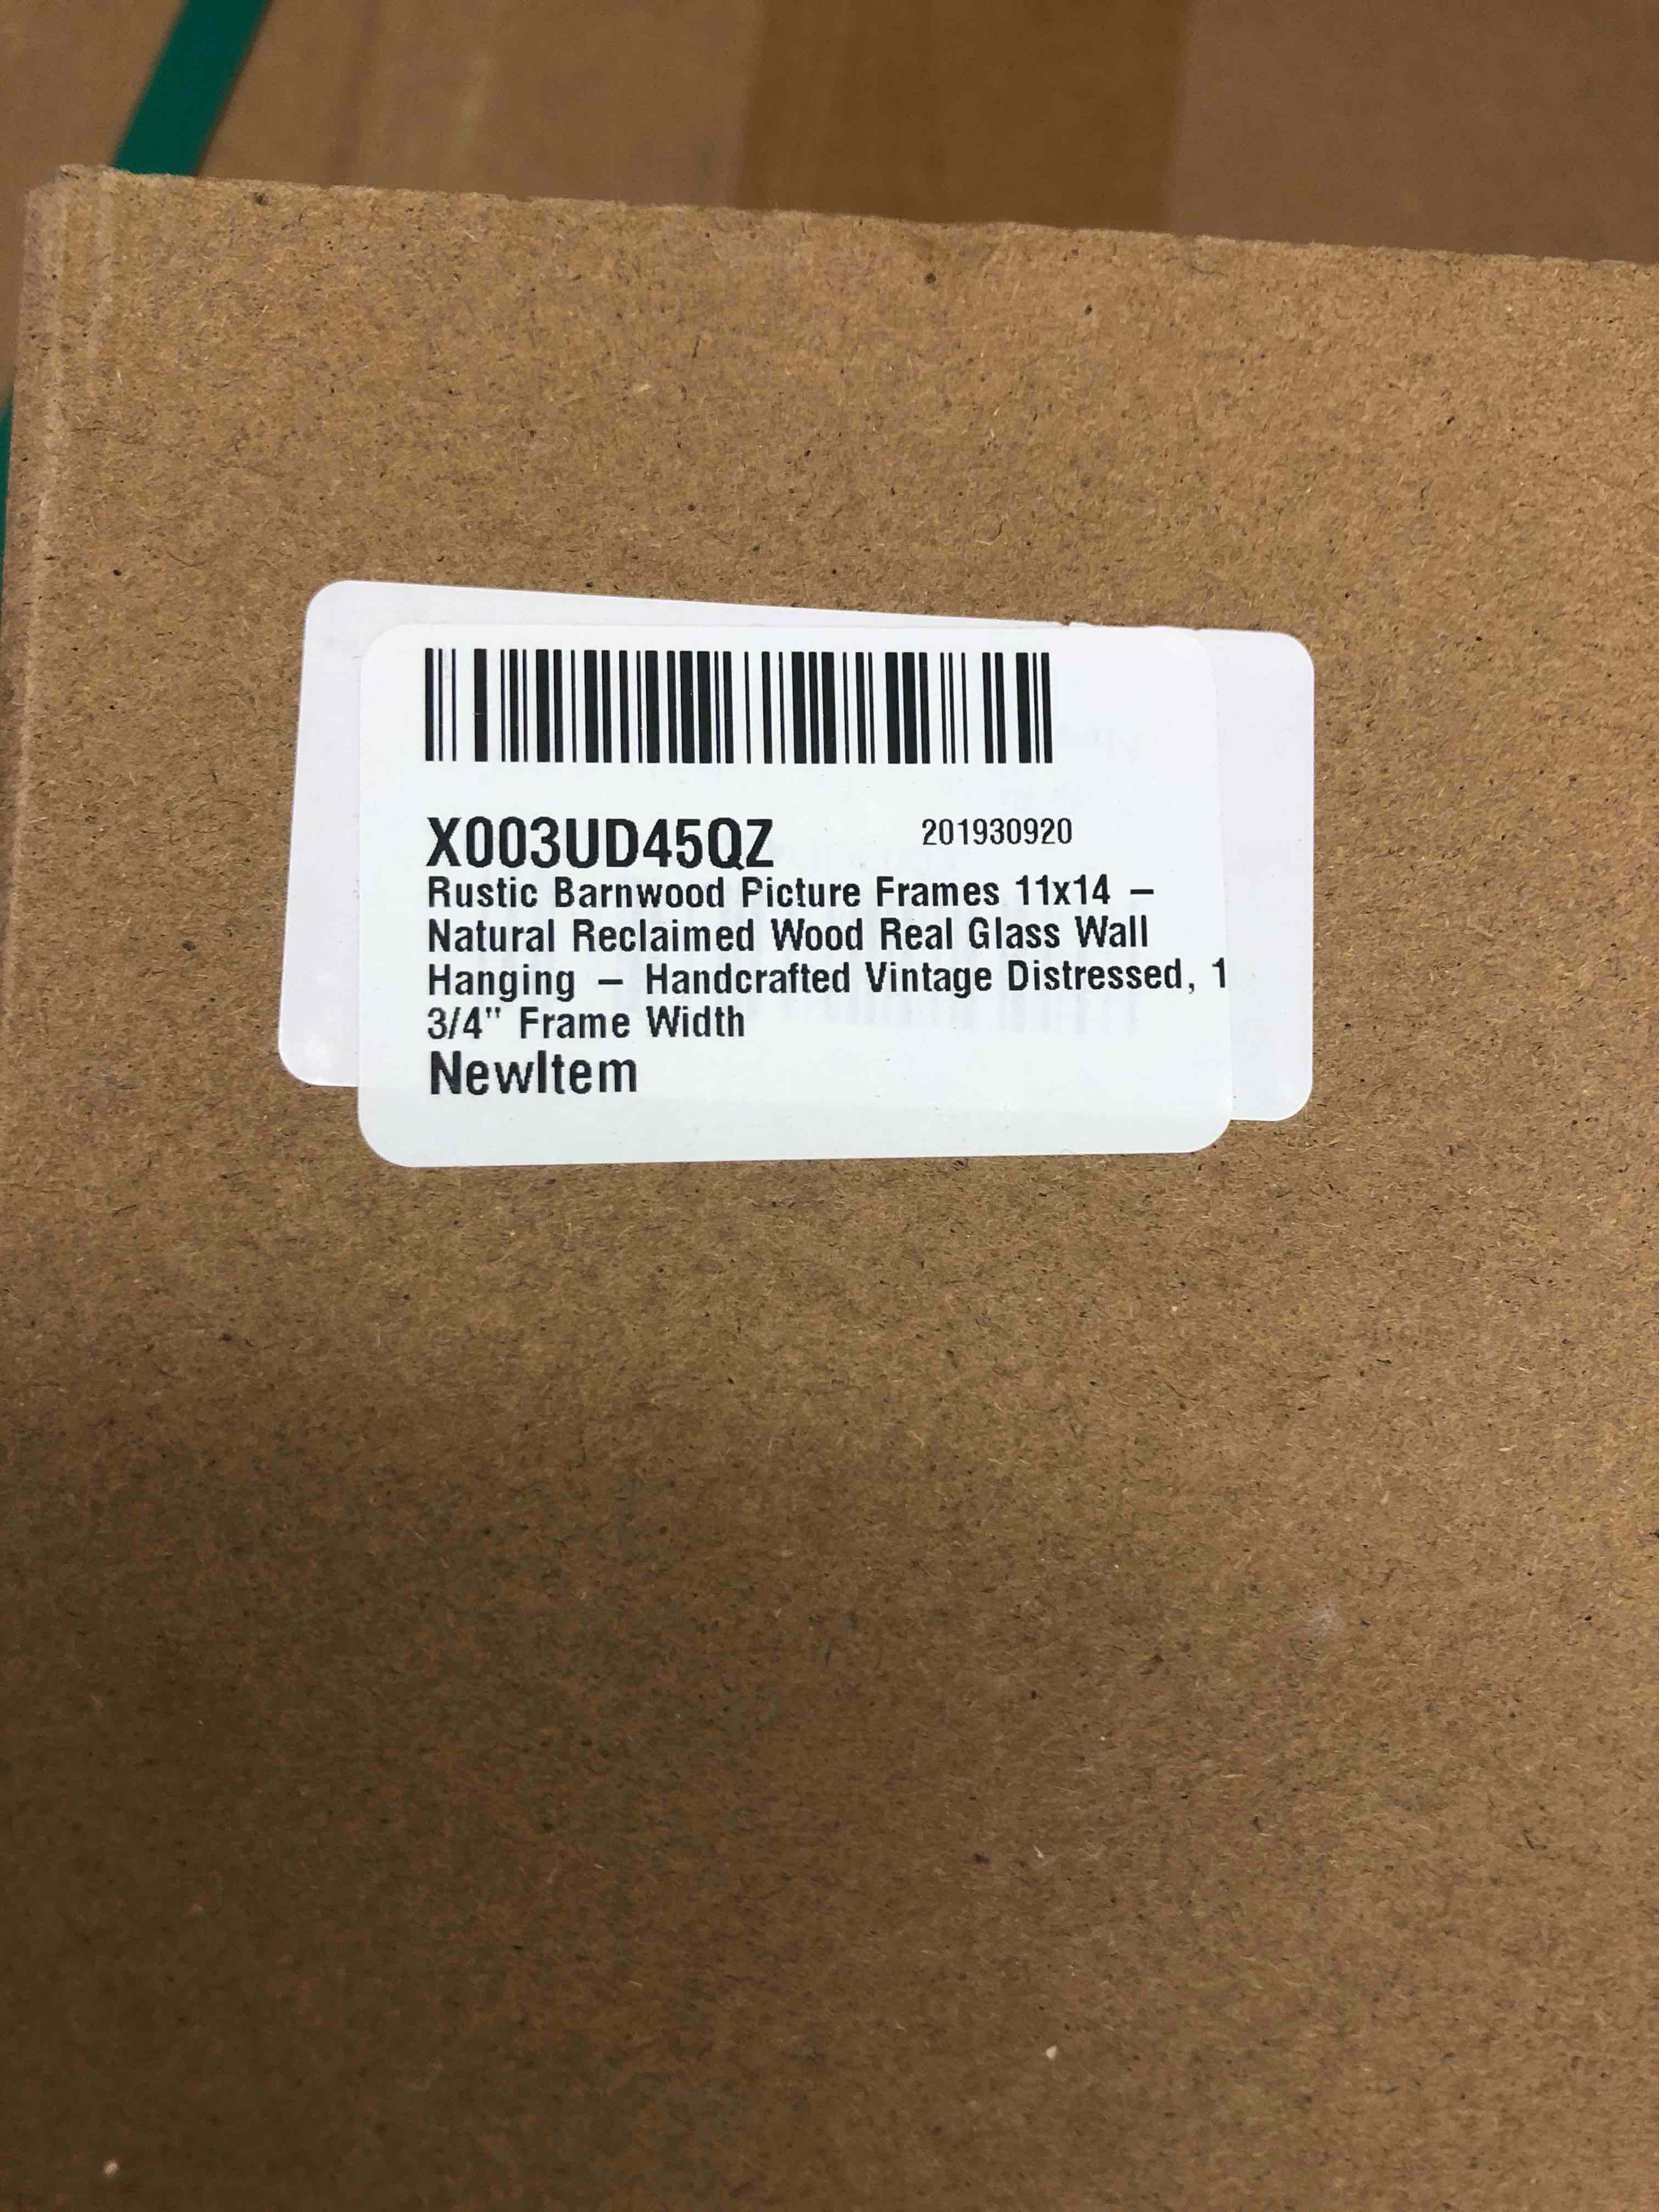 X003UD45QZ 201930920
Rustic Barnwood Picture Frames 11x14 –
Natural Reclaimed Wood Real Glass Wall
Hanging – Handcrafted Vintage Distressed, 1
3/4" Frame Width
NewItem